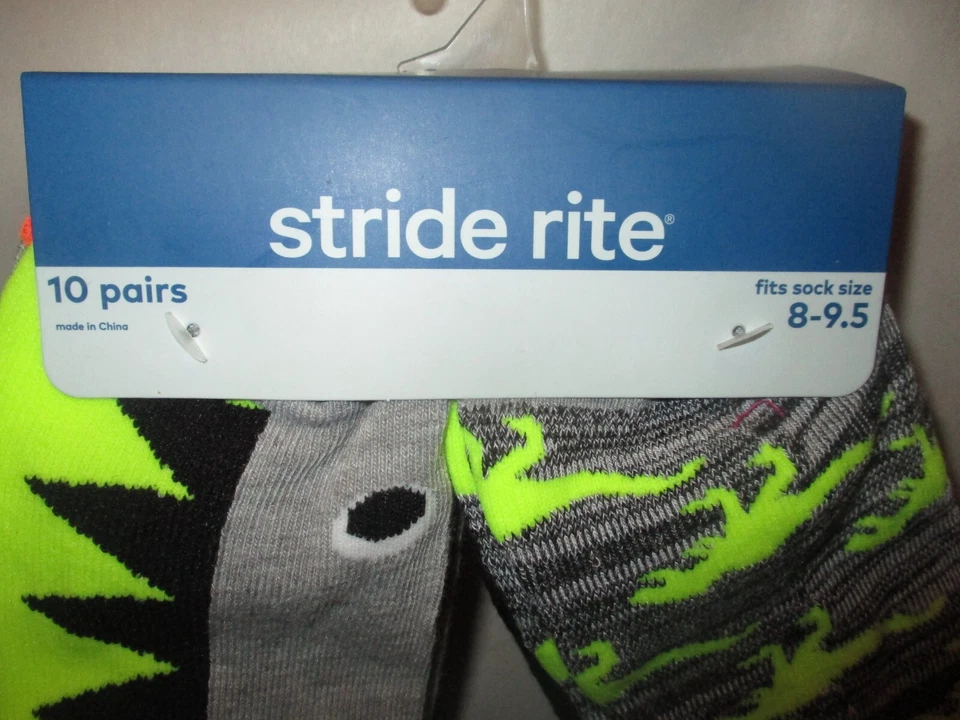 stride rite®
10 pairs
fits sock size
8-9.5
made in China